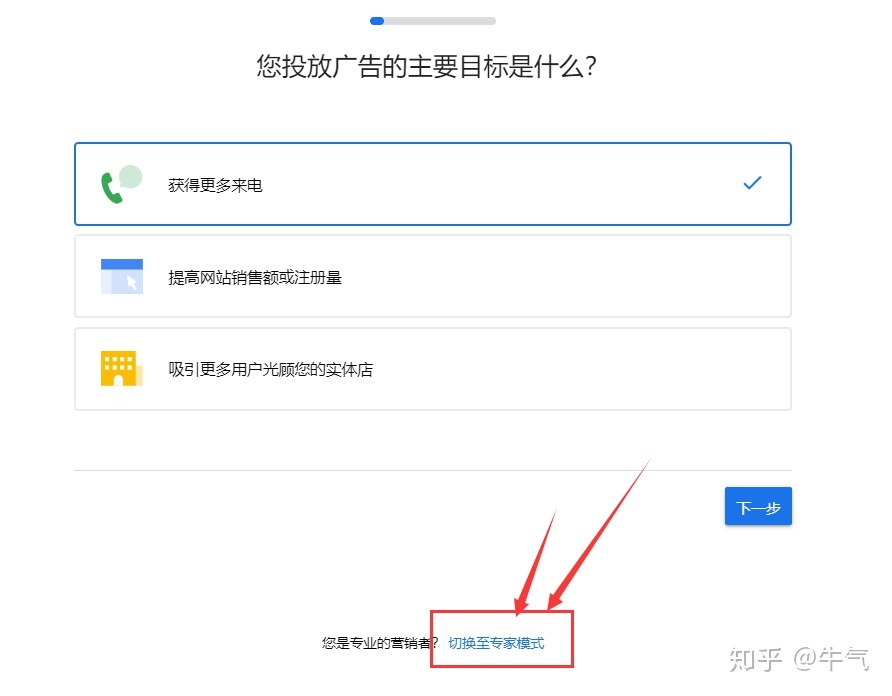 您投放广告的主要目标是什么?
获得更多来电
提高网站销售额或注册量
吸引更多用户光顾您的实体店
下一步
您是专业的营销者? 切换至专家模式
知乎 @牛气